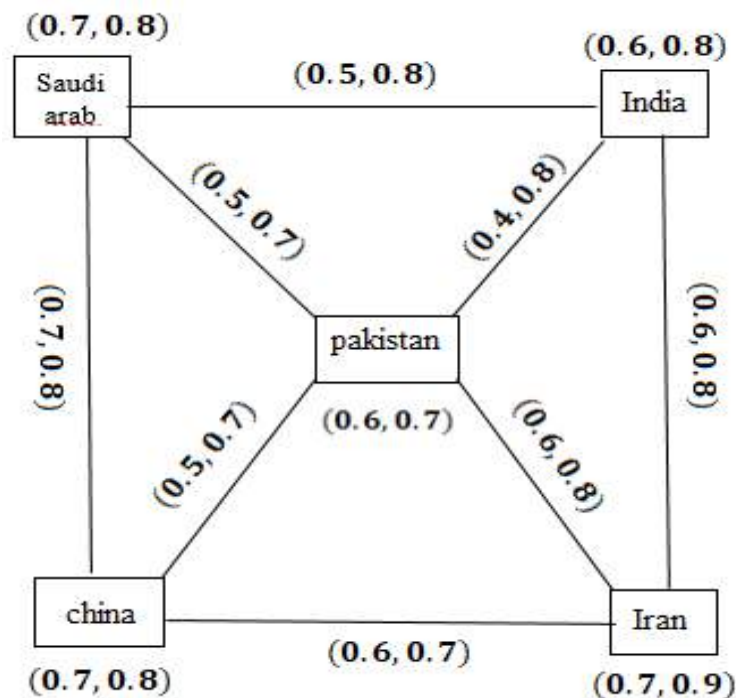 (0.7, 0.8)
(0.6, 0.8)
Saudi
arab
(0.5, 0.8)
India
(0.5, 0.7)
(0.4, 0.8)
(0.7, 0.8)
pakistan
(0.6, 0.8)
(0.6, 0.7)
(0.5, 0.7)
(0.6, 0.8)
china
Iran
(0.6, 0.7)
(0.7, 0.8)
(0.7, 0.9)